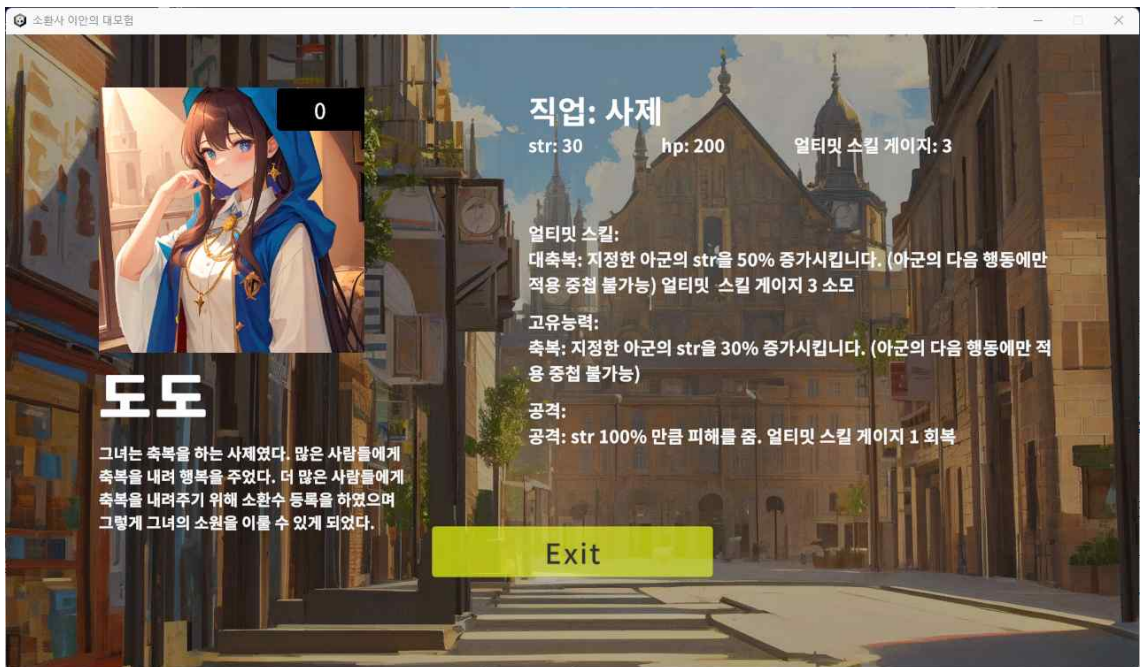 소환사 이안의 대모험
0
도도
그녀는 축복을 하는 사제였다. 많은 사람들에게
축복을 내려 행복을 주었다. 더 많은 사람들에게
축복을 내려주기 위해 소환수 등록을 하였으며
그렇게 그녀의 소원을 이룰 수 있게 되었다.
직업: 사제
str: 30 hp: 200 얼티밋 스킬 게이지: 3
얼티밋 스킬:
대축복: 지정한 아군의 str을 50% 증가시킵니다. (아군의 다음 행동에만
적용 중첩 불가능) 얼티밋 스킬 게이지 3 소모
고유능력:
축복: 지정한 아군의 str을 30% 증가시킵니다. (아군의 다음 행동에만 적
용 중첩 불가능)
공격:
공격: str 100% 만큼 피해를 줌. 얼티밋 스킬 게이지 1 회복
Exit